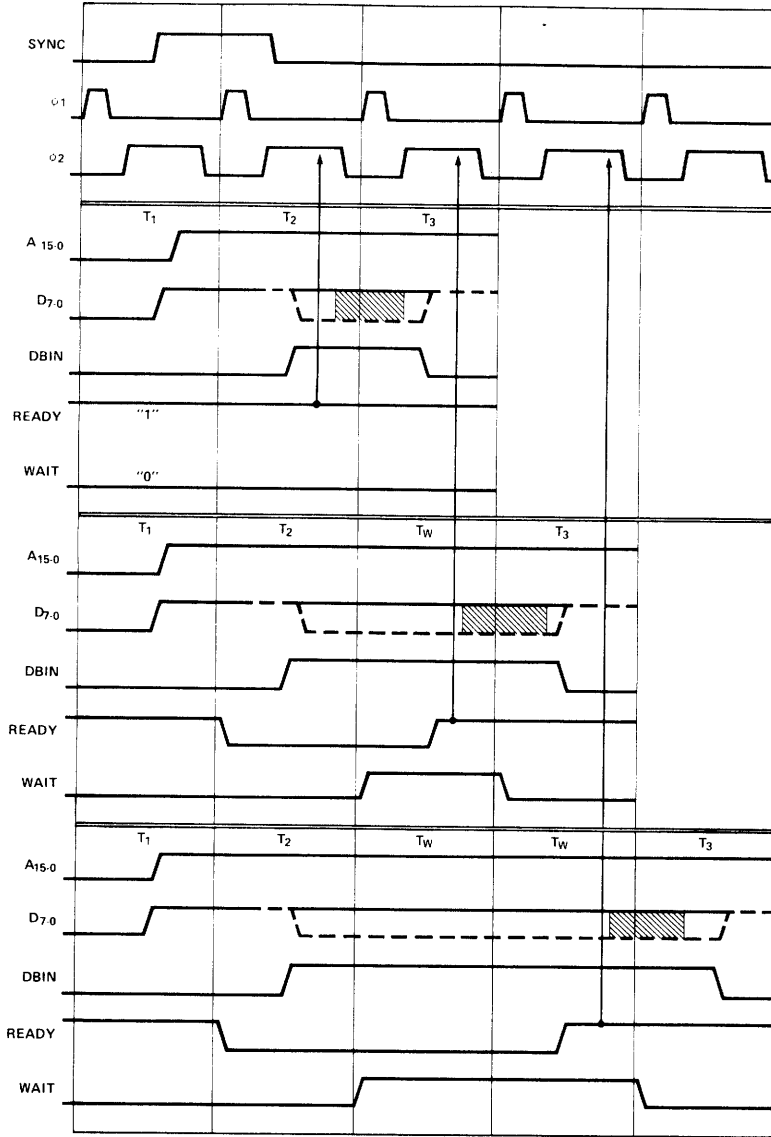 SYNC
φ1
φ2
T1 T2 T3
A 15-0
D7-0
DBIN
READY "1"
WAIT "0"
T1 T2 TW T3
A15-0
D7-0
DBIN
READY
WAIT
T1 T2 TW TW T3
A15-0
D7-0
DBIN
READY
WAIT